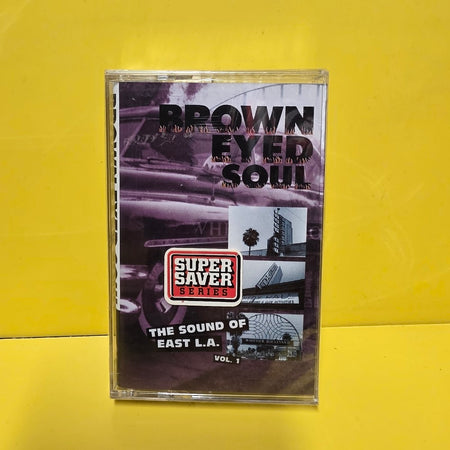 BROWN
EYED
SOUL
SUPER
SAVER
SERIES
THE SOUND OF
EAST L.A.
VOL. 1